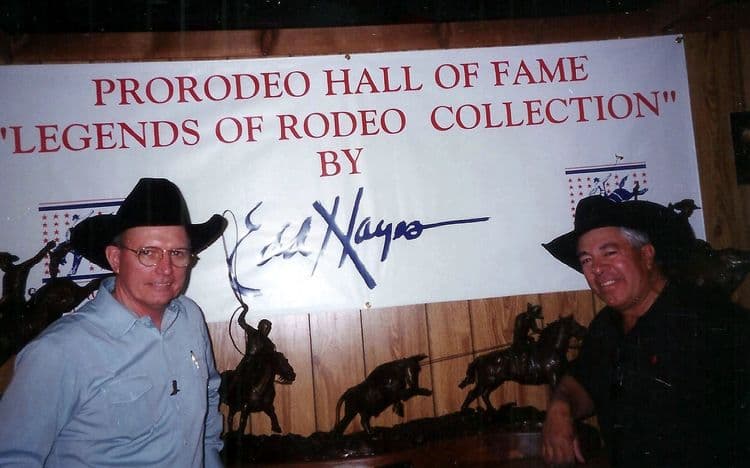 PRORODEO HALL OF FAME
"LEGENDS OF RODEO COLLECTION"
BY
Edd Hayes